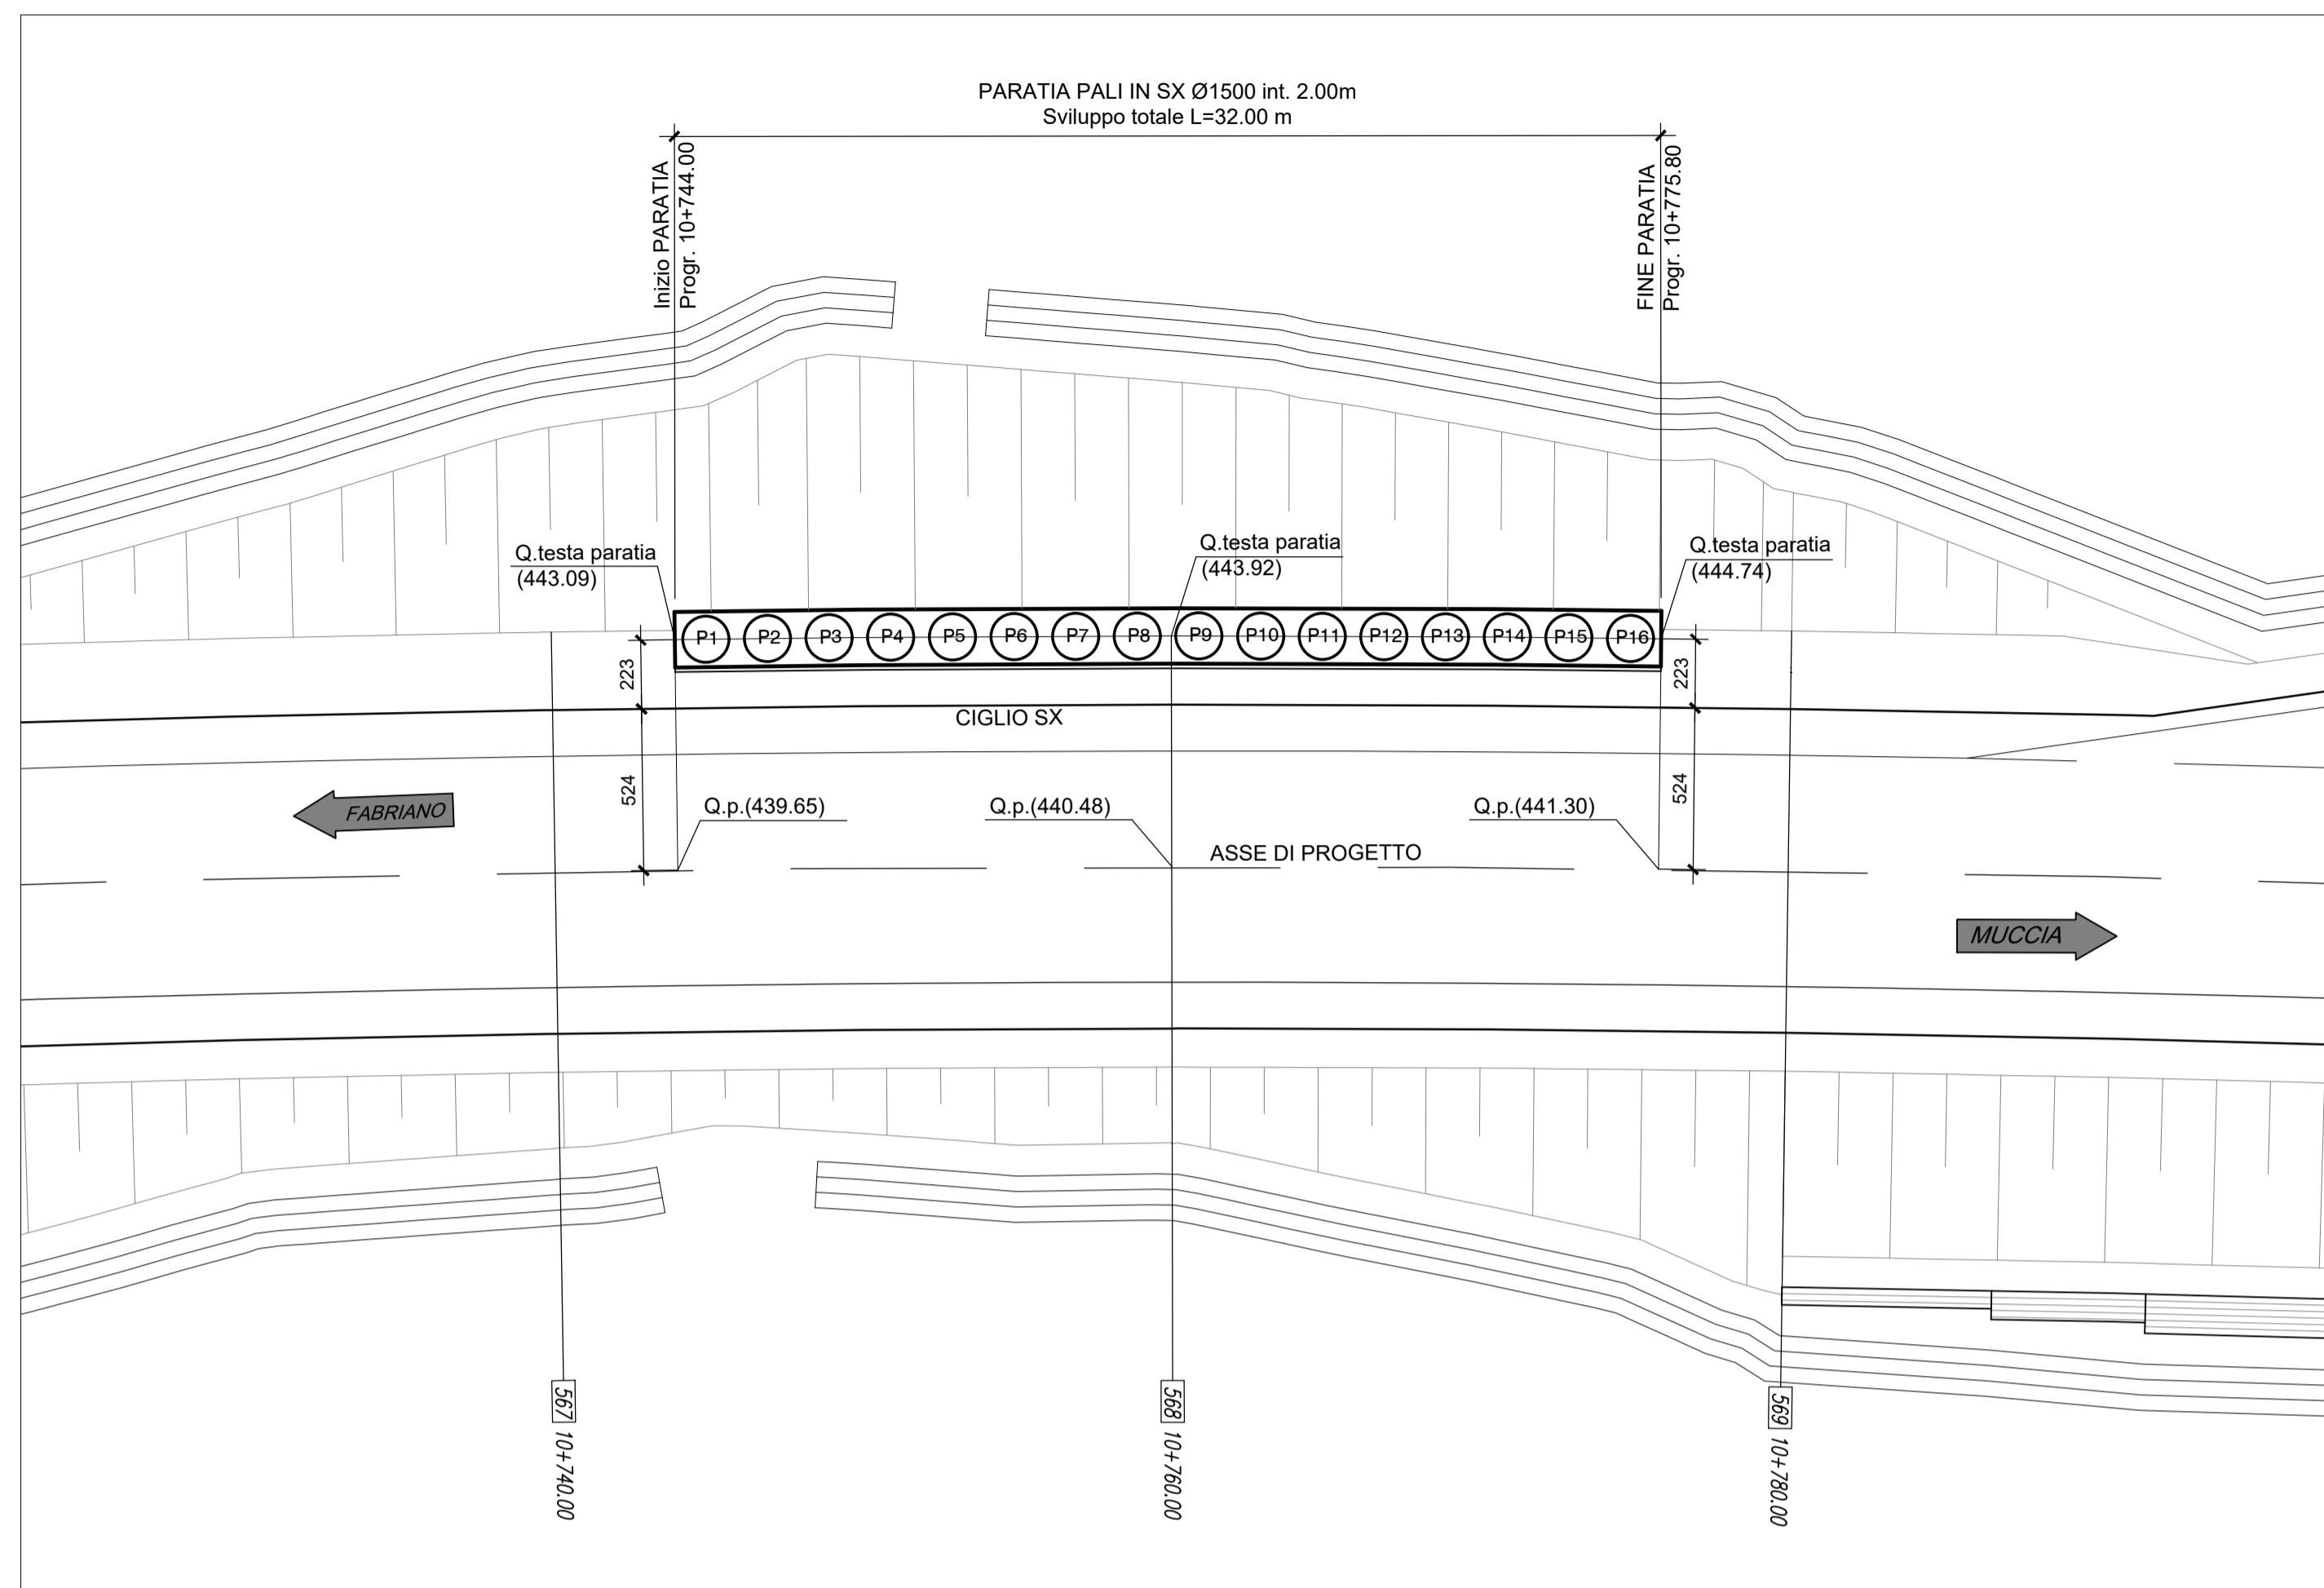 PARATIA PALI IN SX Ø1500 int. 2.00m
Sviluppo totale L=32.00 m
Inizio PARATIA
Progr. 10+744.00
FINE PARATIA
Progr. 10+775.80
Q.testa paratia
(443.09)
Q.testa paratia
(443.92)
Q.testa paratia
(444.74)
P1 P2 P3 P4 P5 P6 P7 P8 P9 P10 P11 P12 P13 P14 P15 P16
223
223
CIGLIO SX
524
524
FABRIANO
Q.p.(439.65)
Q.p.(440.48)
Q.p.(441.30)
ASSE DI PROGETTO
MUCCIA
567 10+740.00
568 10+760.00
569 10+780.00